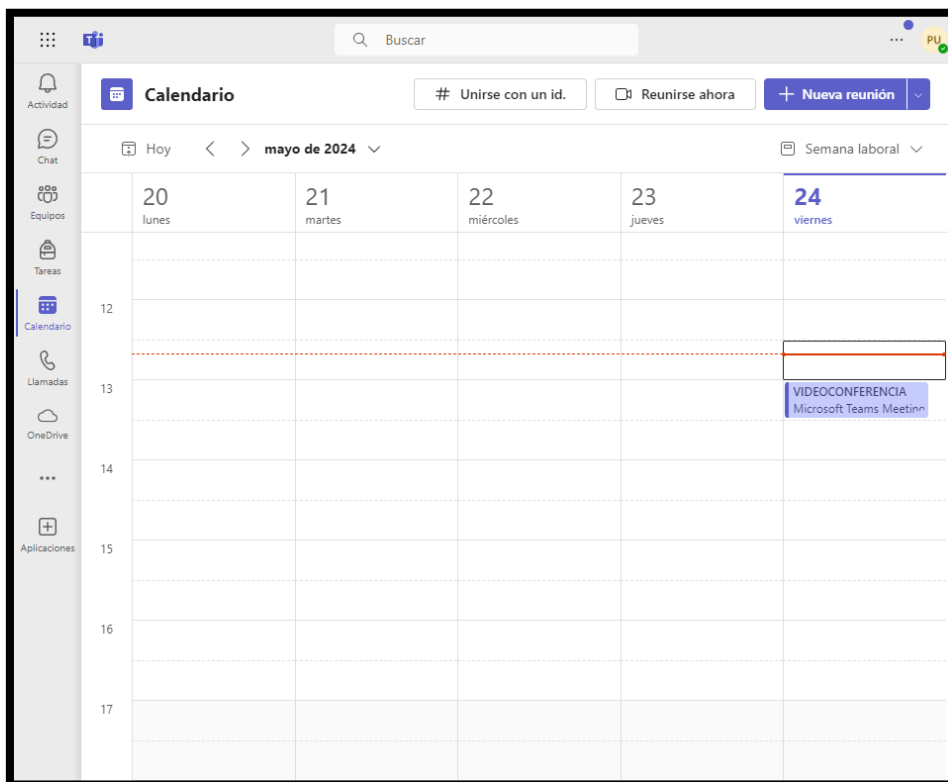 Buscar
...
PU
Actividad
Chat
Equipos
Tareas
Calendario
Llamadas
OneDrive
...
Aplicaciones
Calendario
# Unirse con un id.
Reunirse ahora
+ Nueva reunión
Hoy
mayo de 2024
Semana laboral
20
lunes
21
martes
22
miércoles
23
jueves
24
viernes
12
13
VIDEOCONFERENCIA
Microsoft Teams Meeting
14
15
16
17